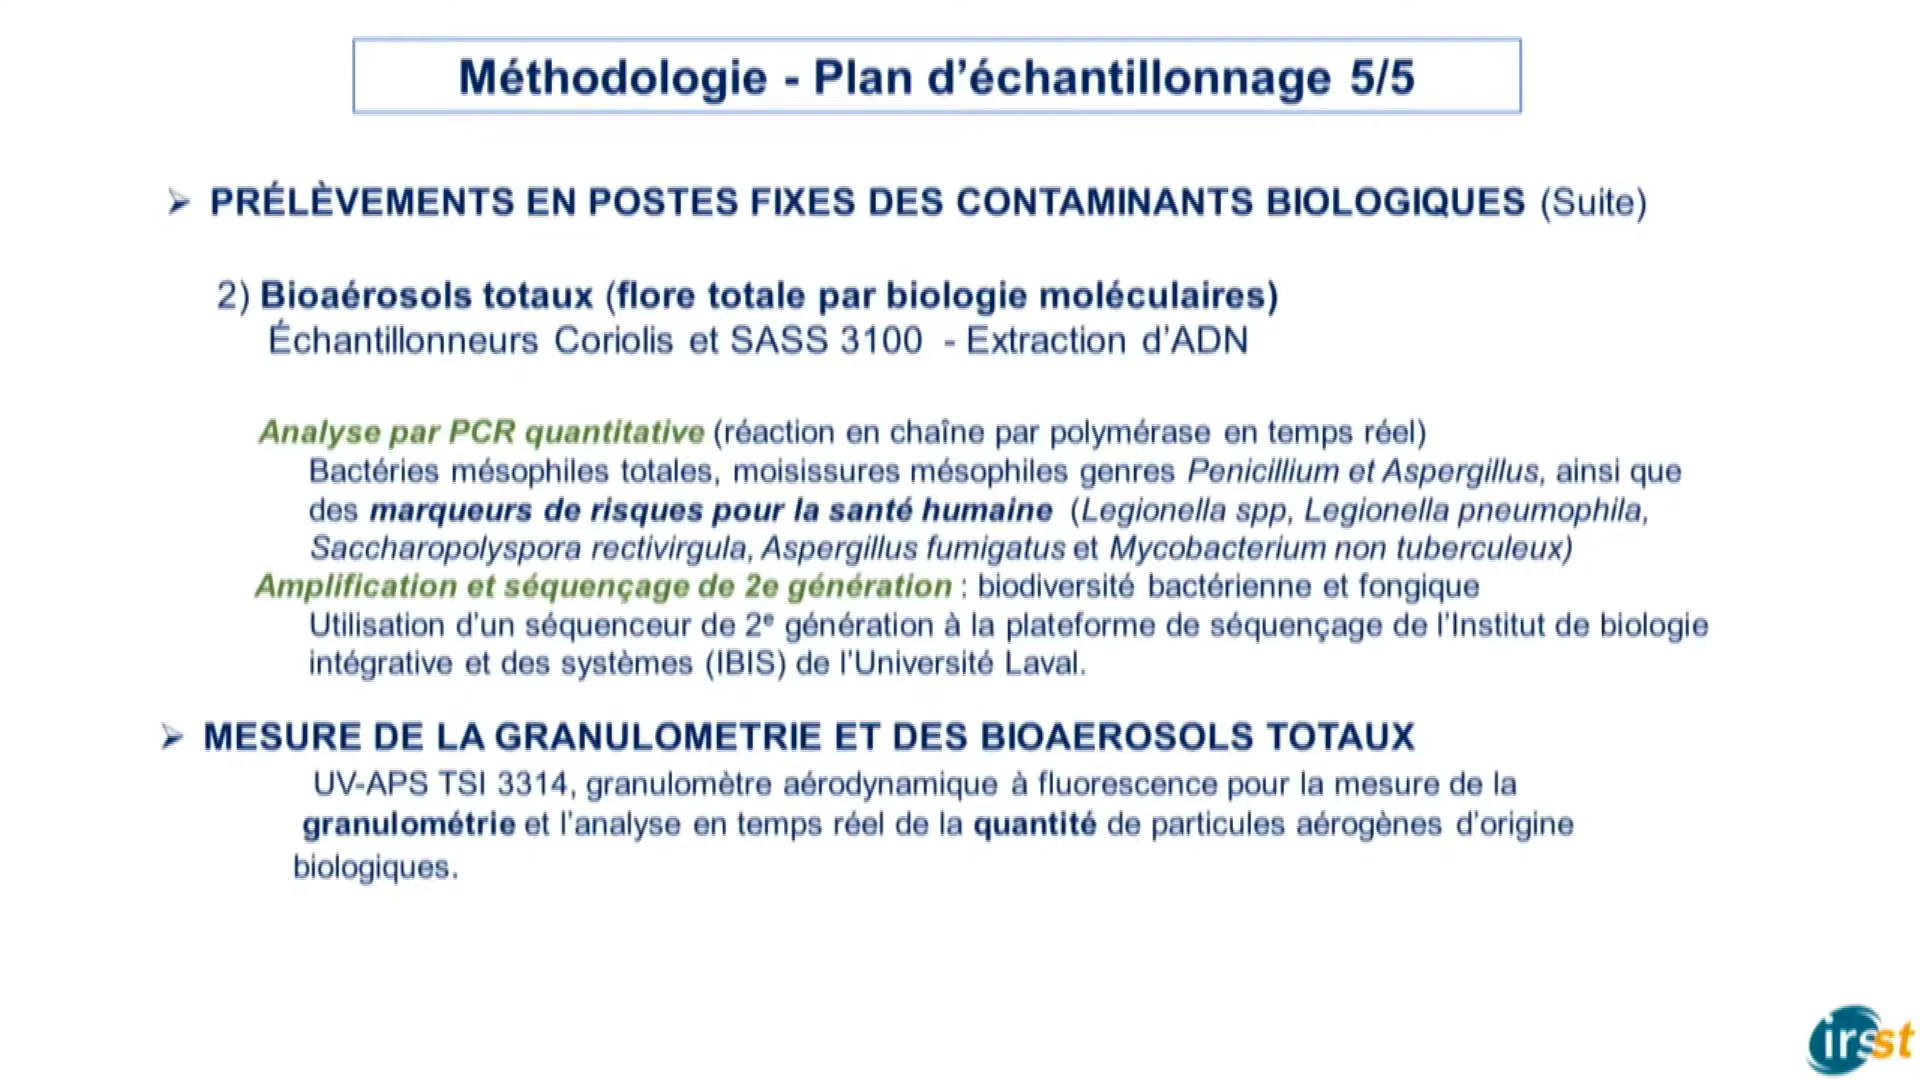 Méthodologie - Plan d’échantillonnage 5/5
➢ PRÉLÈVEMENTS EN POSTES FIXES DES CONTAMINANTS BIOLOGIQUES (Suite)
2) Bioaérosols totaux (flore totale par biologie moléculaires)
Échantillonneurs Coriolis et SASS 3100 - Extraction d’ADN
Analyse par PCR quantitative (réaction en chaîne par polymérase en temps réel)
Bactéries mésophiles totales, moisissures mésophiles genres Penicillium et Aspergillus, ainsi que
des marqueurs de risques pour la santé humaine (Legionella spp, Legionella pneumophila,
Saccharopolyspora rectivirgula, Aspergillus fumigatus et Mycobacterium non tuberculeux)
Amplification et séquençage de 2e génération : biodiversité bactérienne et fongique
Utilisation d’un séquenceur de 2e génération à la plateforme de séquençage de l’Institut de biologie
intégrative et des systèmes (IBIS) de l’Université Laval.
➢ MESURE DE LA GRANULOMETRIE ET DES BIOAEROSOLS TOTAUX
UV-APS TSI 3314, granulomètre aérodynamique à fluorescence pour la mesure de la
granulométrie et l’analyse en temps réel de la quantité de particules aérogènes d’origine
biologiques.
irsst